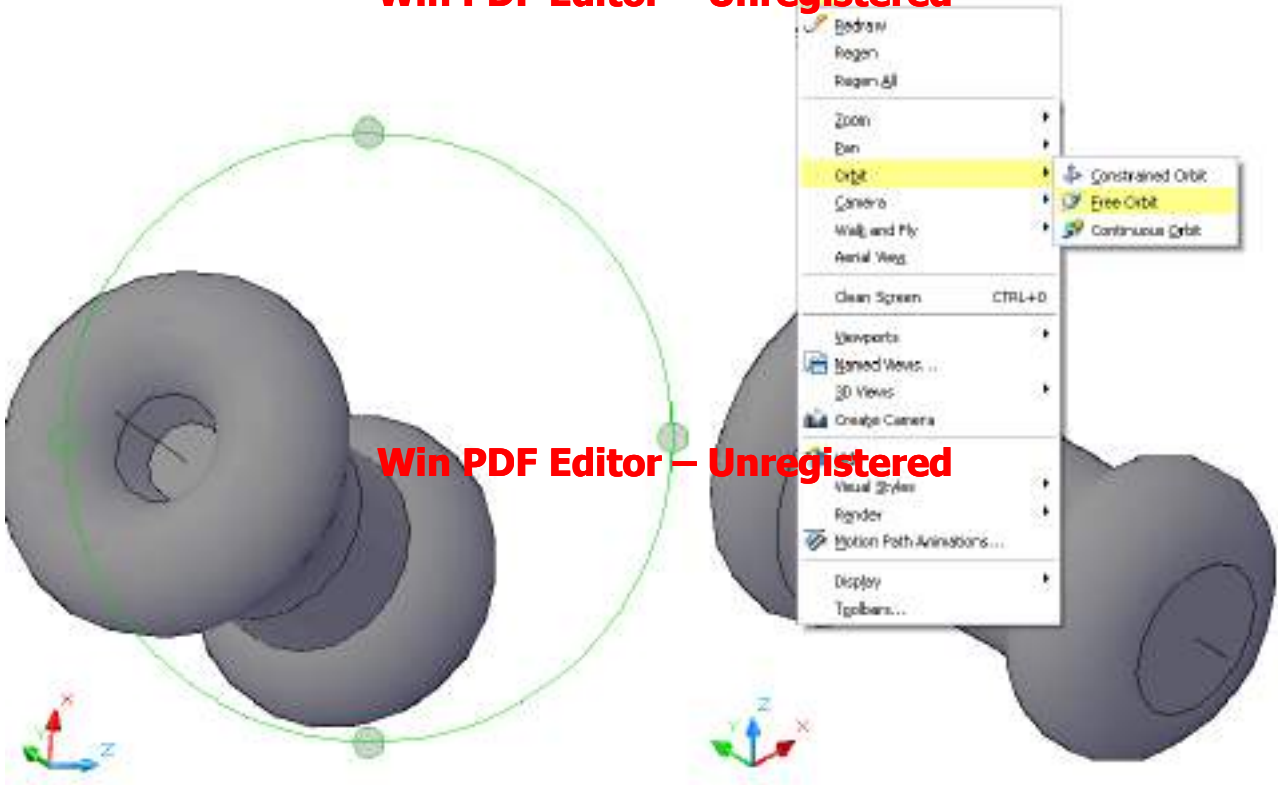 Win PDF Editor — Unregistered
Redraw
Regen
Regen All
Zoom
Pan
Orbit
Constrained Orbit
Camera
Free Orbit
Walk and Fly
Continuous Orbit
Aerial View
Clean Screen CTRL+0
Viewports
Named Views...
3D Views
Create Camera
Win PDF Editor — Unregistered
Visual Styles
Render
Motion Path Animations...
Display
Toolbars...
X
Y
Z
Z
Y
X